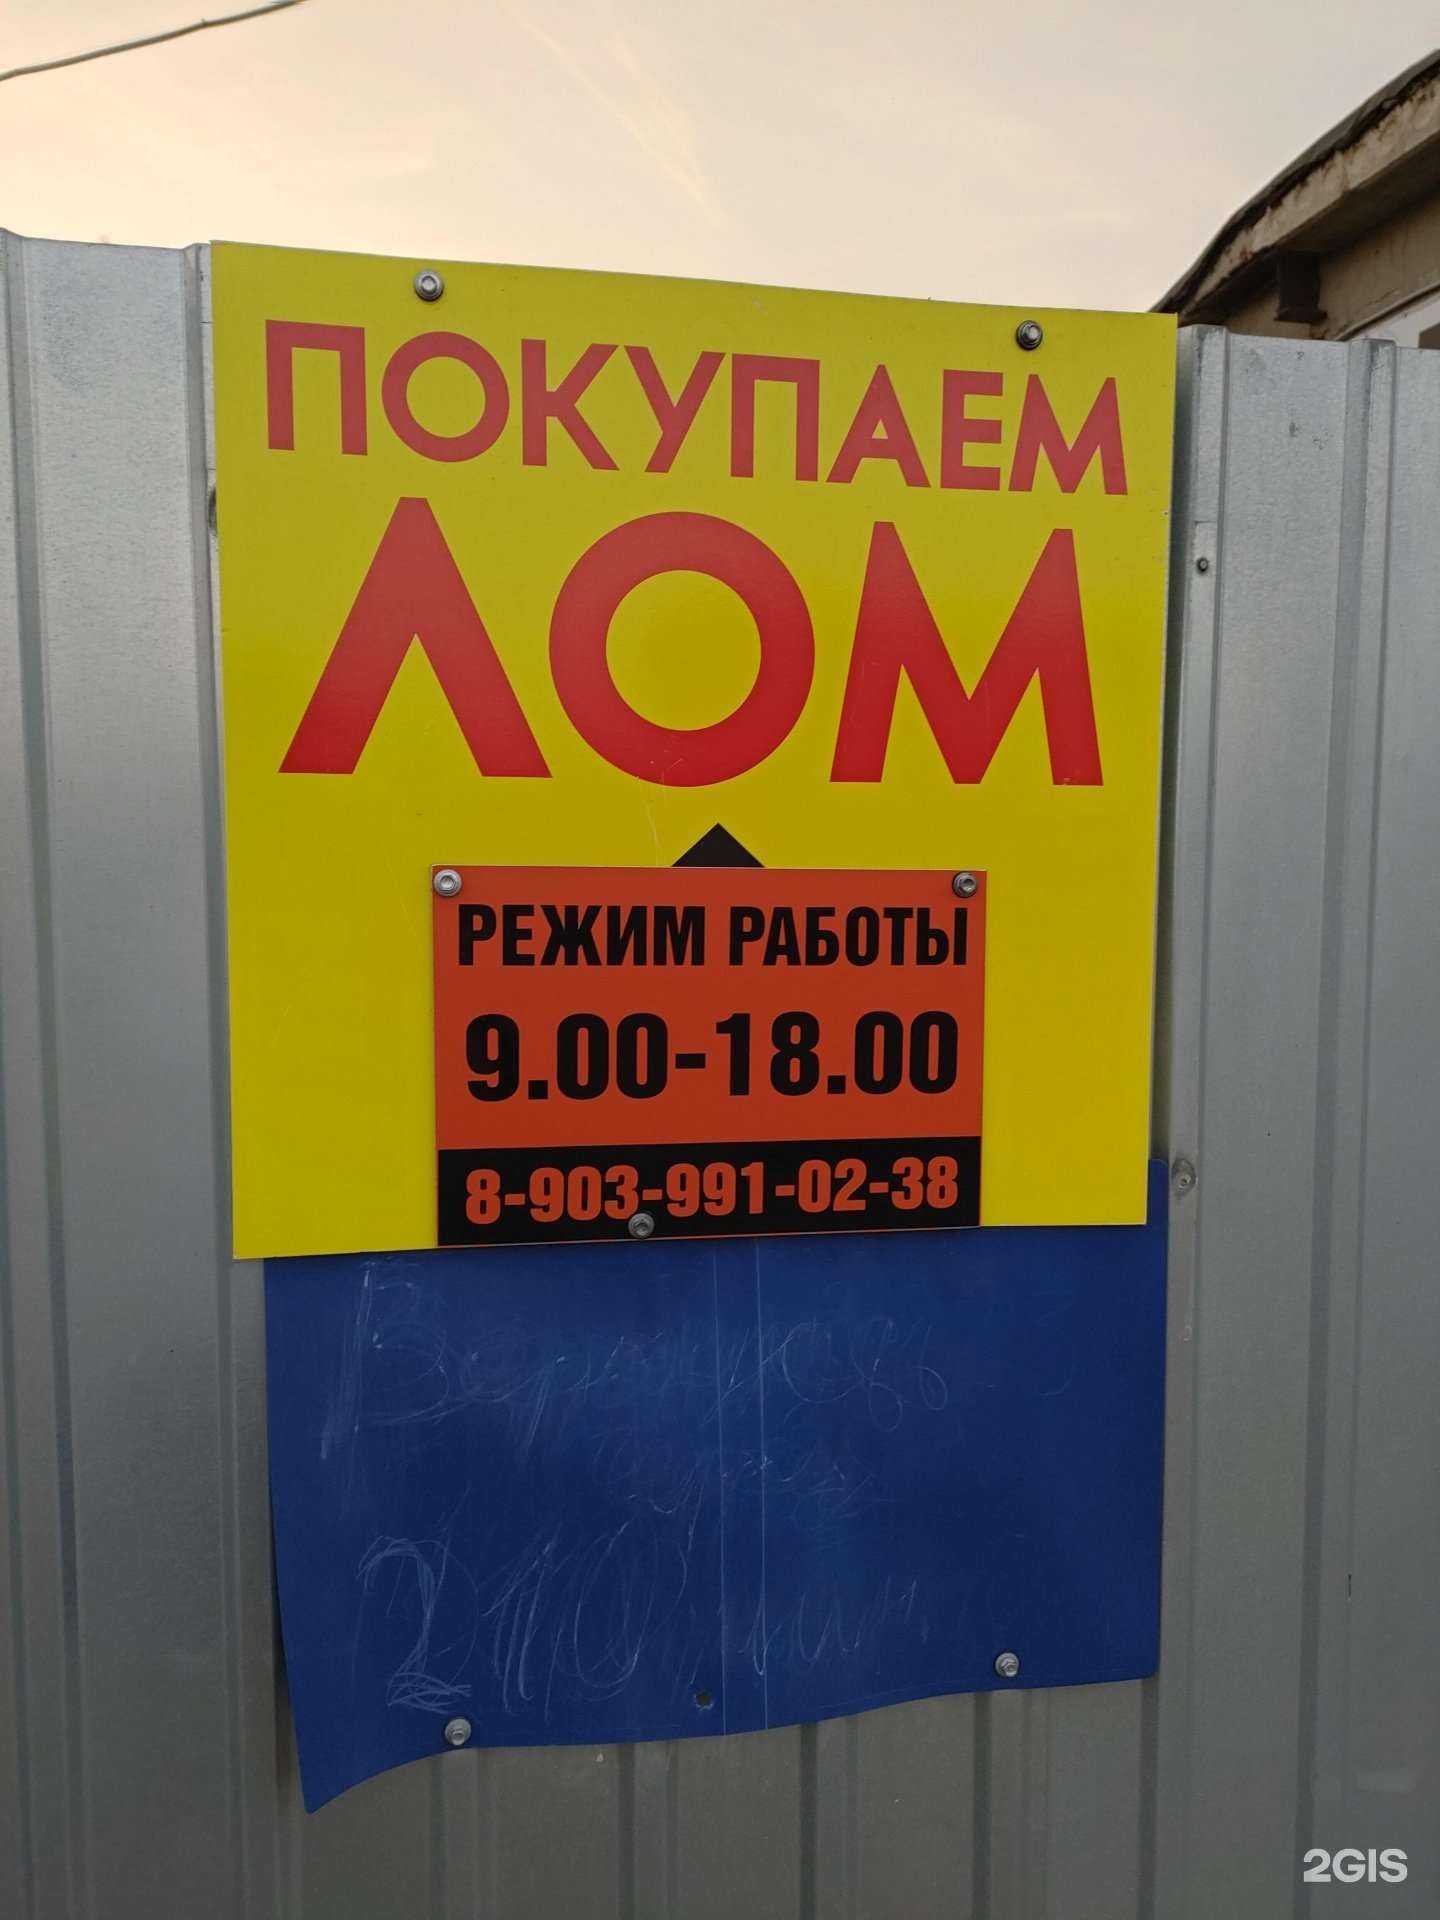 ПОКУПАЕМ
ЛОМ
РЕЖИМ РАБОТЫ
9.00-18.00
8-903-991-02-38
2GIS